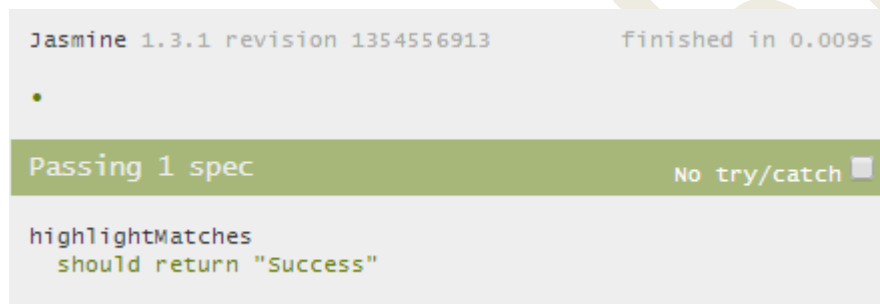 Jasmine 1.3.1 revision 1354556913 finished in 0.009s
Passing 1 spec No try/catch
highlightMatches
should return "Success"